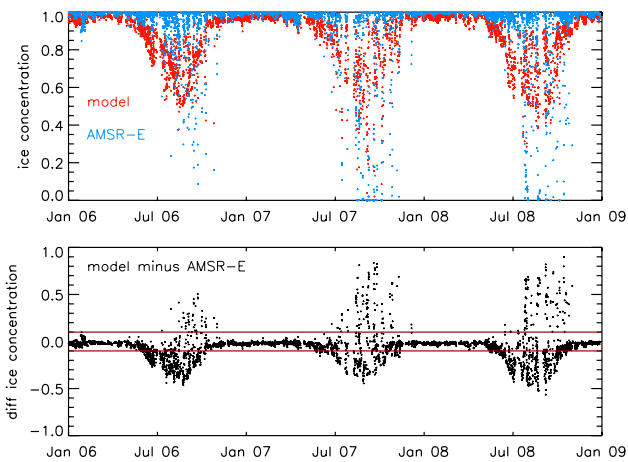 1.0
0.8
0.6
0.4
0.2
0.0
ice concentration
model
AMSR-E
Jan 06 Jul 06 Jan 07 Jul 07 Jan 08 Jul 08 Jan 09
1.0
0.5
0.0
-0.5
-1.0
diff ice concentration
model minus AMSR-E
Jan 06 Jul 06 Jan 07 Jul 07 Jan 08 Jul 08 Jan 09